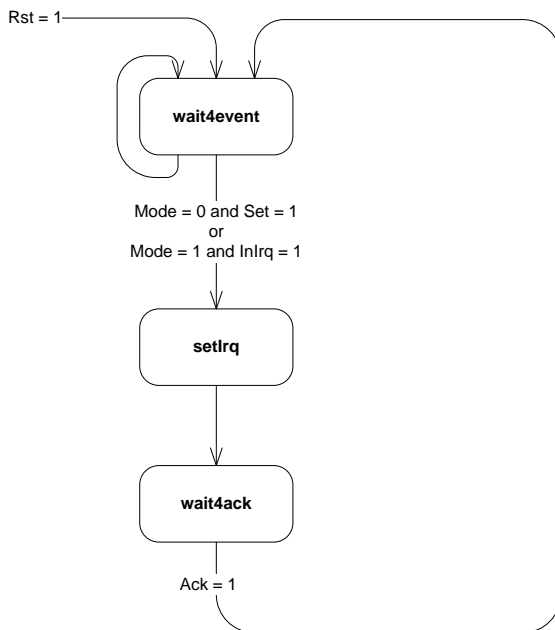 Rst = 1
wait4event
Mode = 0 and Set = 1
or
Mode = 1 and InIrq = 1
setIrq
wait4ack
Ack = 1